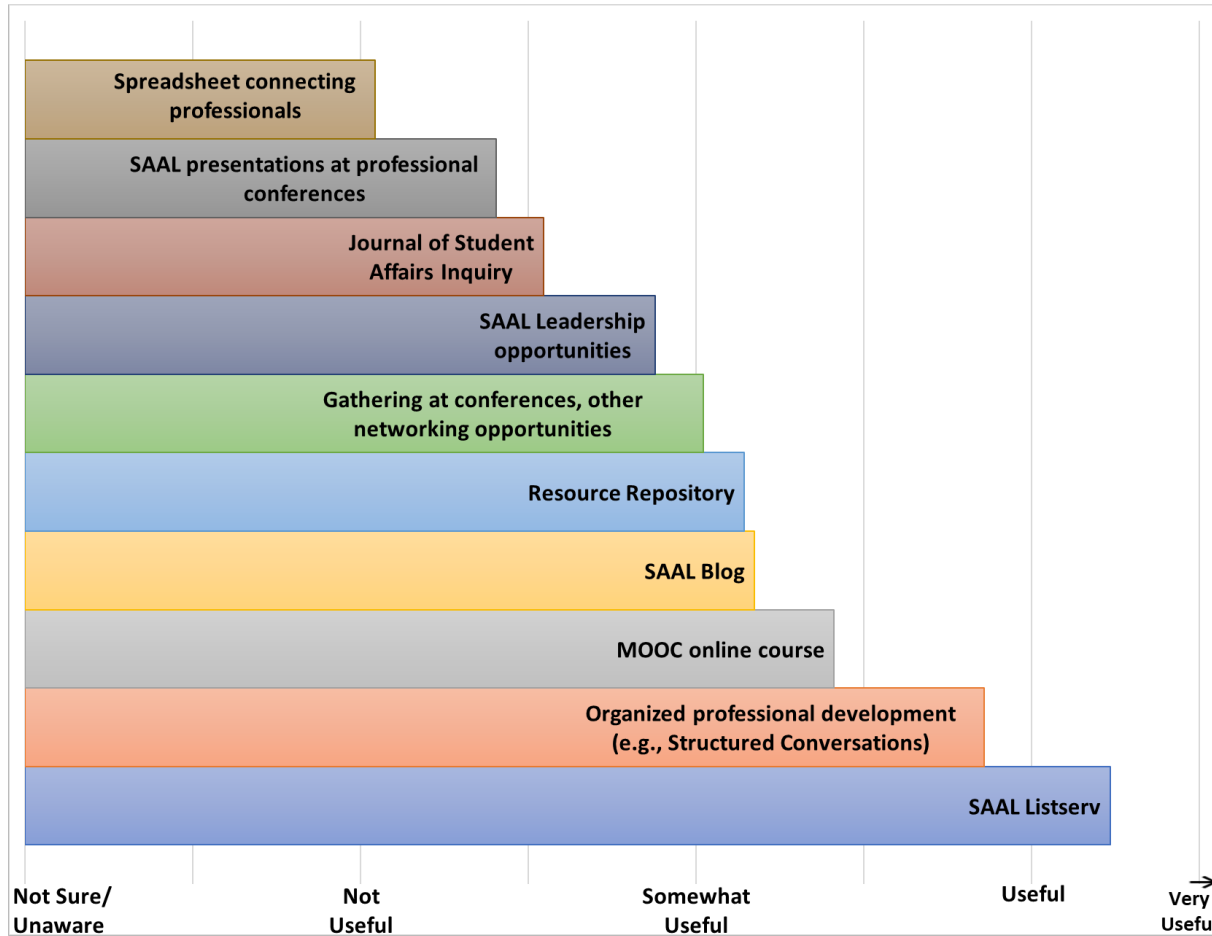 Spreadsheet connecting
professionals
SAAL presentations at professional
conferences
Journal of Student
Affairs Inquiry
SAAL Leadership
opportunities
Gathering at conferences, other
networking opportunities
Resource Repository
SAAL Blog
MOOC online course
Organized professional development
(e.g., Structured Conversations)
SAAL Listserv
Not Sure/
Unaware
Not
Useful
Somewhat
Useful
Useful
Very
Useful